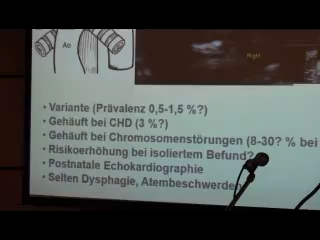 Ao
Right
• Variante (Prävalenz 0,5-1,5 %?)
• Gehäuft bei CHD (3 %?)
• Gehäuft bei Chromosomenstörungen (8-30? % bei
• Risikoerhöhung bei isoliertem Befund?
• Postnatale Echokardiographie
• Selten Dysphagie, Atembeschwerden